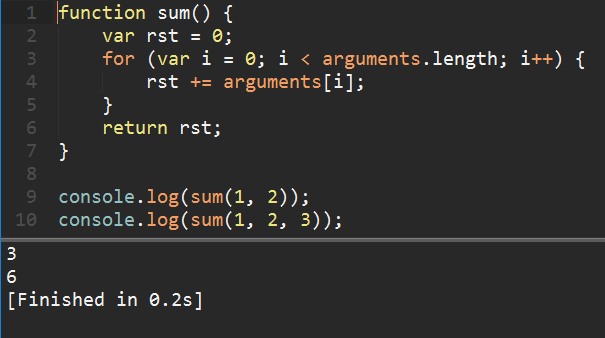 1 function sum() {
2     var rst = 0;
3     for (var i = 0; i < arguments.length; i++) {
4         rst += arguments[i];
5     }
6     return rst;
7 }
8
9 console.log(sum(1, 2));
10 console.log(sum(1, 2, 3));
3
6
[Finished in 0.2s]